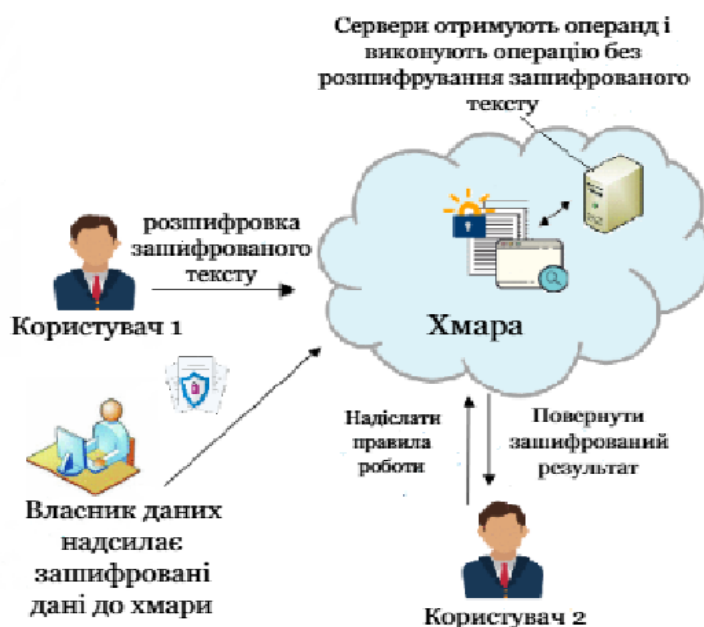 Сервери отримують операнд і
виконують операцію без
розшифрування зашифрованого
тексту
розшифровка
зашифрованого
тексту
Користувач 1
Хмара
Надіслати
правила
роботи
Повернути
зашифрований
результат
Власник даних
надсилає
зашифровані
дані до хмари
Користувач 2